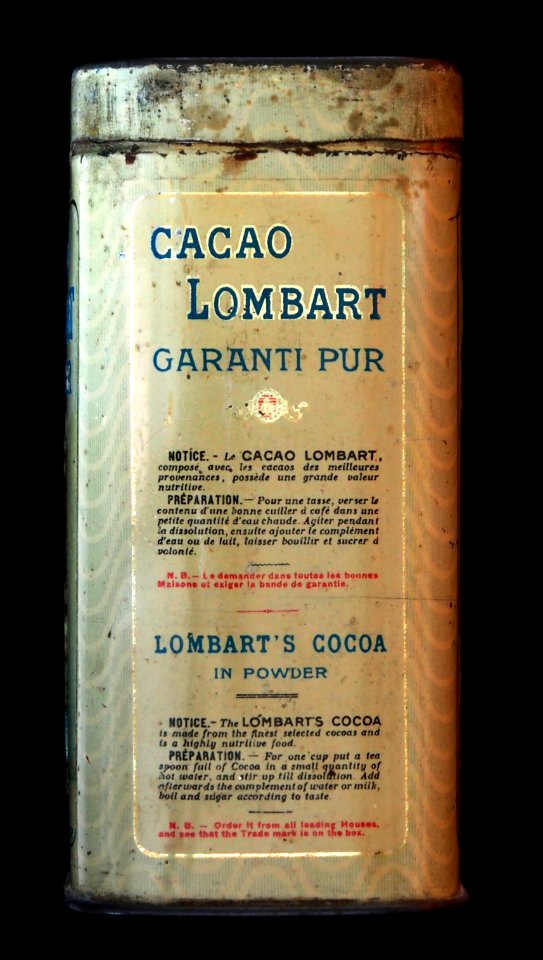 CACAO
LOMBART
GARANTI PUR
NOTICE. - Le CACAO LOMBART,
composé avec les cacaos des meilleures
provenances, possède une grande valeur
nutritive.
PRÉPARATION. — Pour une tasse, verser le
contenu d'une bonne cuiller à café dans une
petite quantité d'eau chaude. Agiter pendant
la dissolution, ensuite ajouter le complément
d'eau ou de lait, laisser bouillir et sucrer à
volonté.
N. B. — Le demander dans toutes les bonnes
Maisons et exiger la bande de garantie.
LOMBART'S COCOA
IN POWDER
NOTICE. - The LOMBART'S COCOA
is made from the finest selected cocoas and
is a highly nutritive food.
PRÉPARATION. — For one cup put a tea
spoon full of Cocoa in a small quantity of
hot water, and stir up till dissolution. Add
afterwards the complement of water or milk,
boil and sugar according to taste.
N. B. — Order it from all leading Houses,
and see that the Trade mark is on the box.